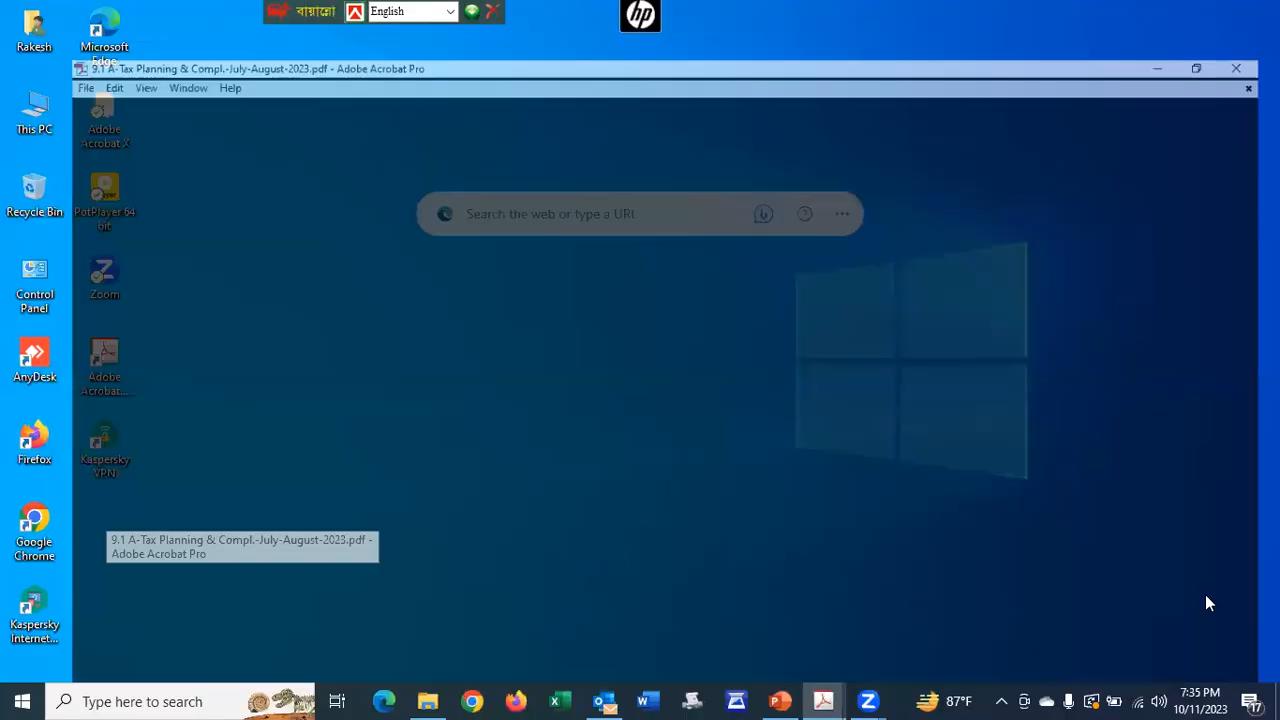 বায়ান্নো
English
hp
Rakesh
Microsoft
Edge
9.1 A-Tax Planning & Compl.-July-August-2023.pdf - Adobe Acrobat Pro
File Edit View Window Help
This PC
Adobe
Acrobat X
Recycle Bin
PotPlayer 64
bit
Search the web or type a URL
Control
Panel
Zoom
AnyDesk
Adobe
Acrobat....
Firefox
Kaspersky
VPN
Google
Chrome
9.1 A-Tax Planning & Compl.-July-August-2023.pdf -
Adobe Acrobat Pro
Kaspersky
Internet...
Type here to search
87°F
7:35 PM
10/11/2023
17